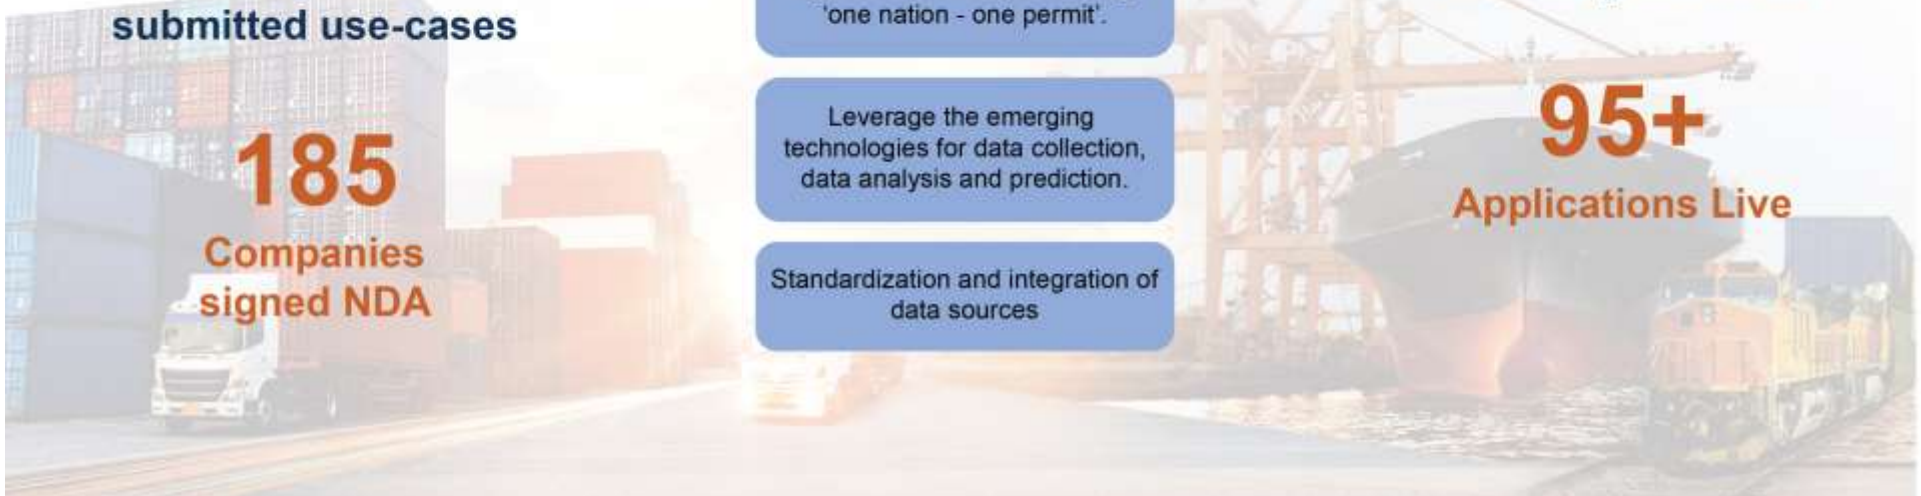 submitted use-cases
185
Companies
signed NDA
'one nation - one permit'.
Leverage the emerging
technologies for data collection,
data analysis and prediction.
Standardization and integration of
data sources
95+
Applications Live